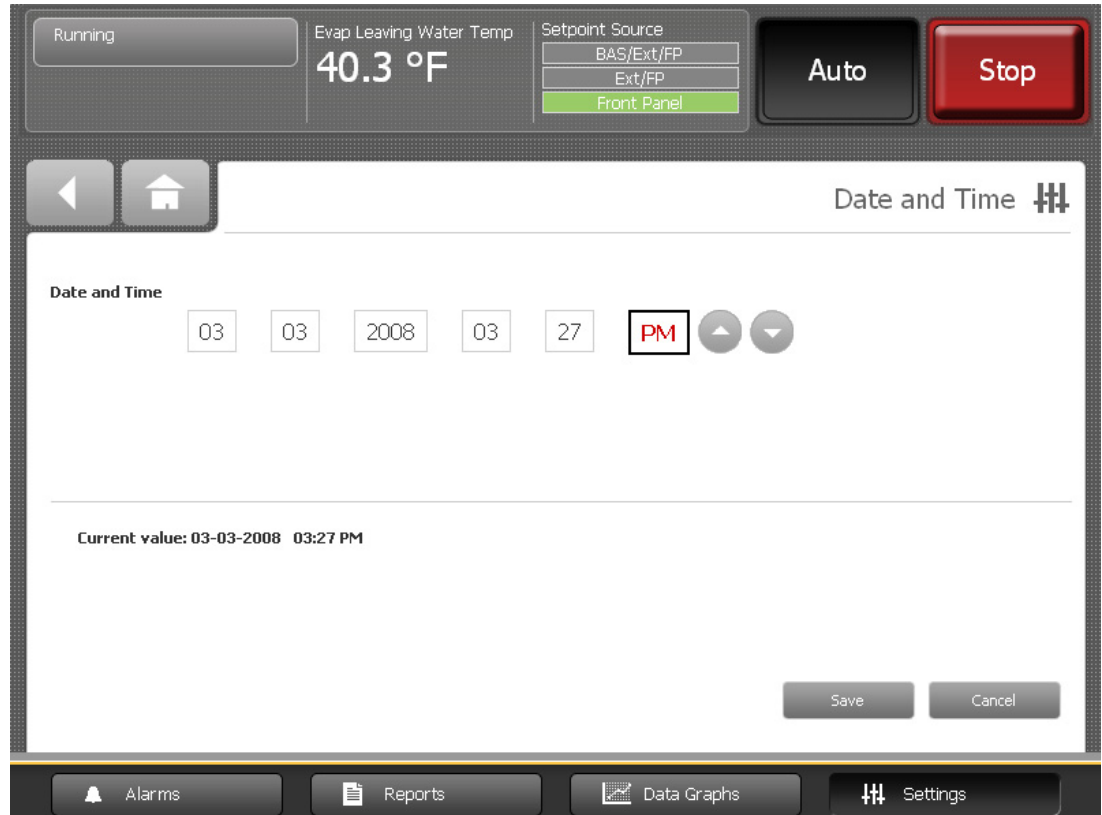 Running
Evap Leaving Water Temp
40.3 °F
Setpoint Source
BAS/Ext/FP
Ext/FP
Front Panel
Auto
Stop
Date and Time
Date and Time
03 03 2008 03 27 PM
Current value: 03-03-2008 03:27 PM
Save Cancel
Alarms Reports Data Graphs Settings